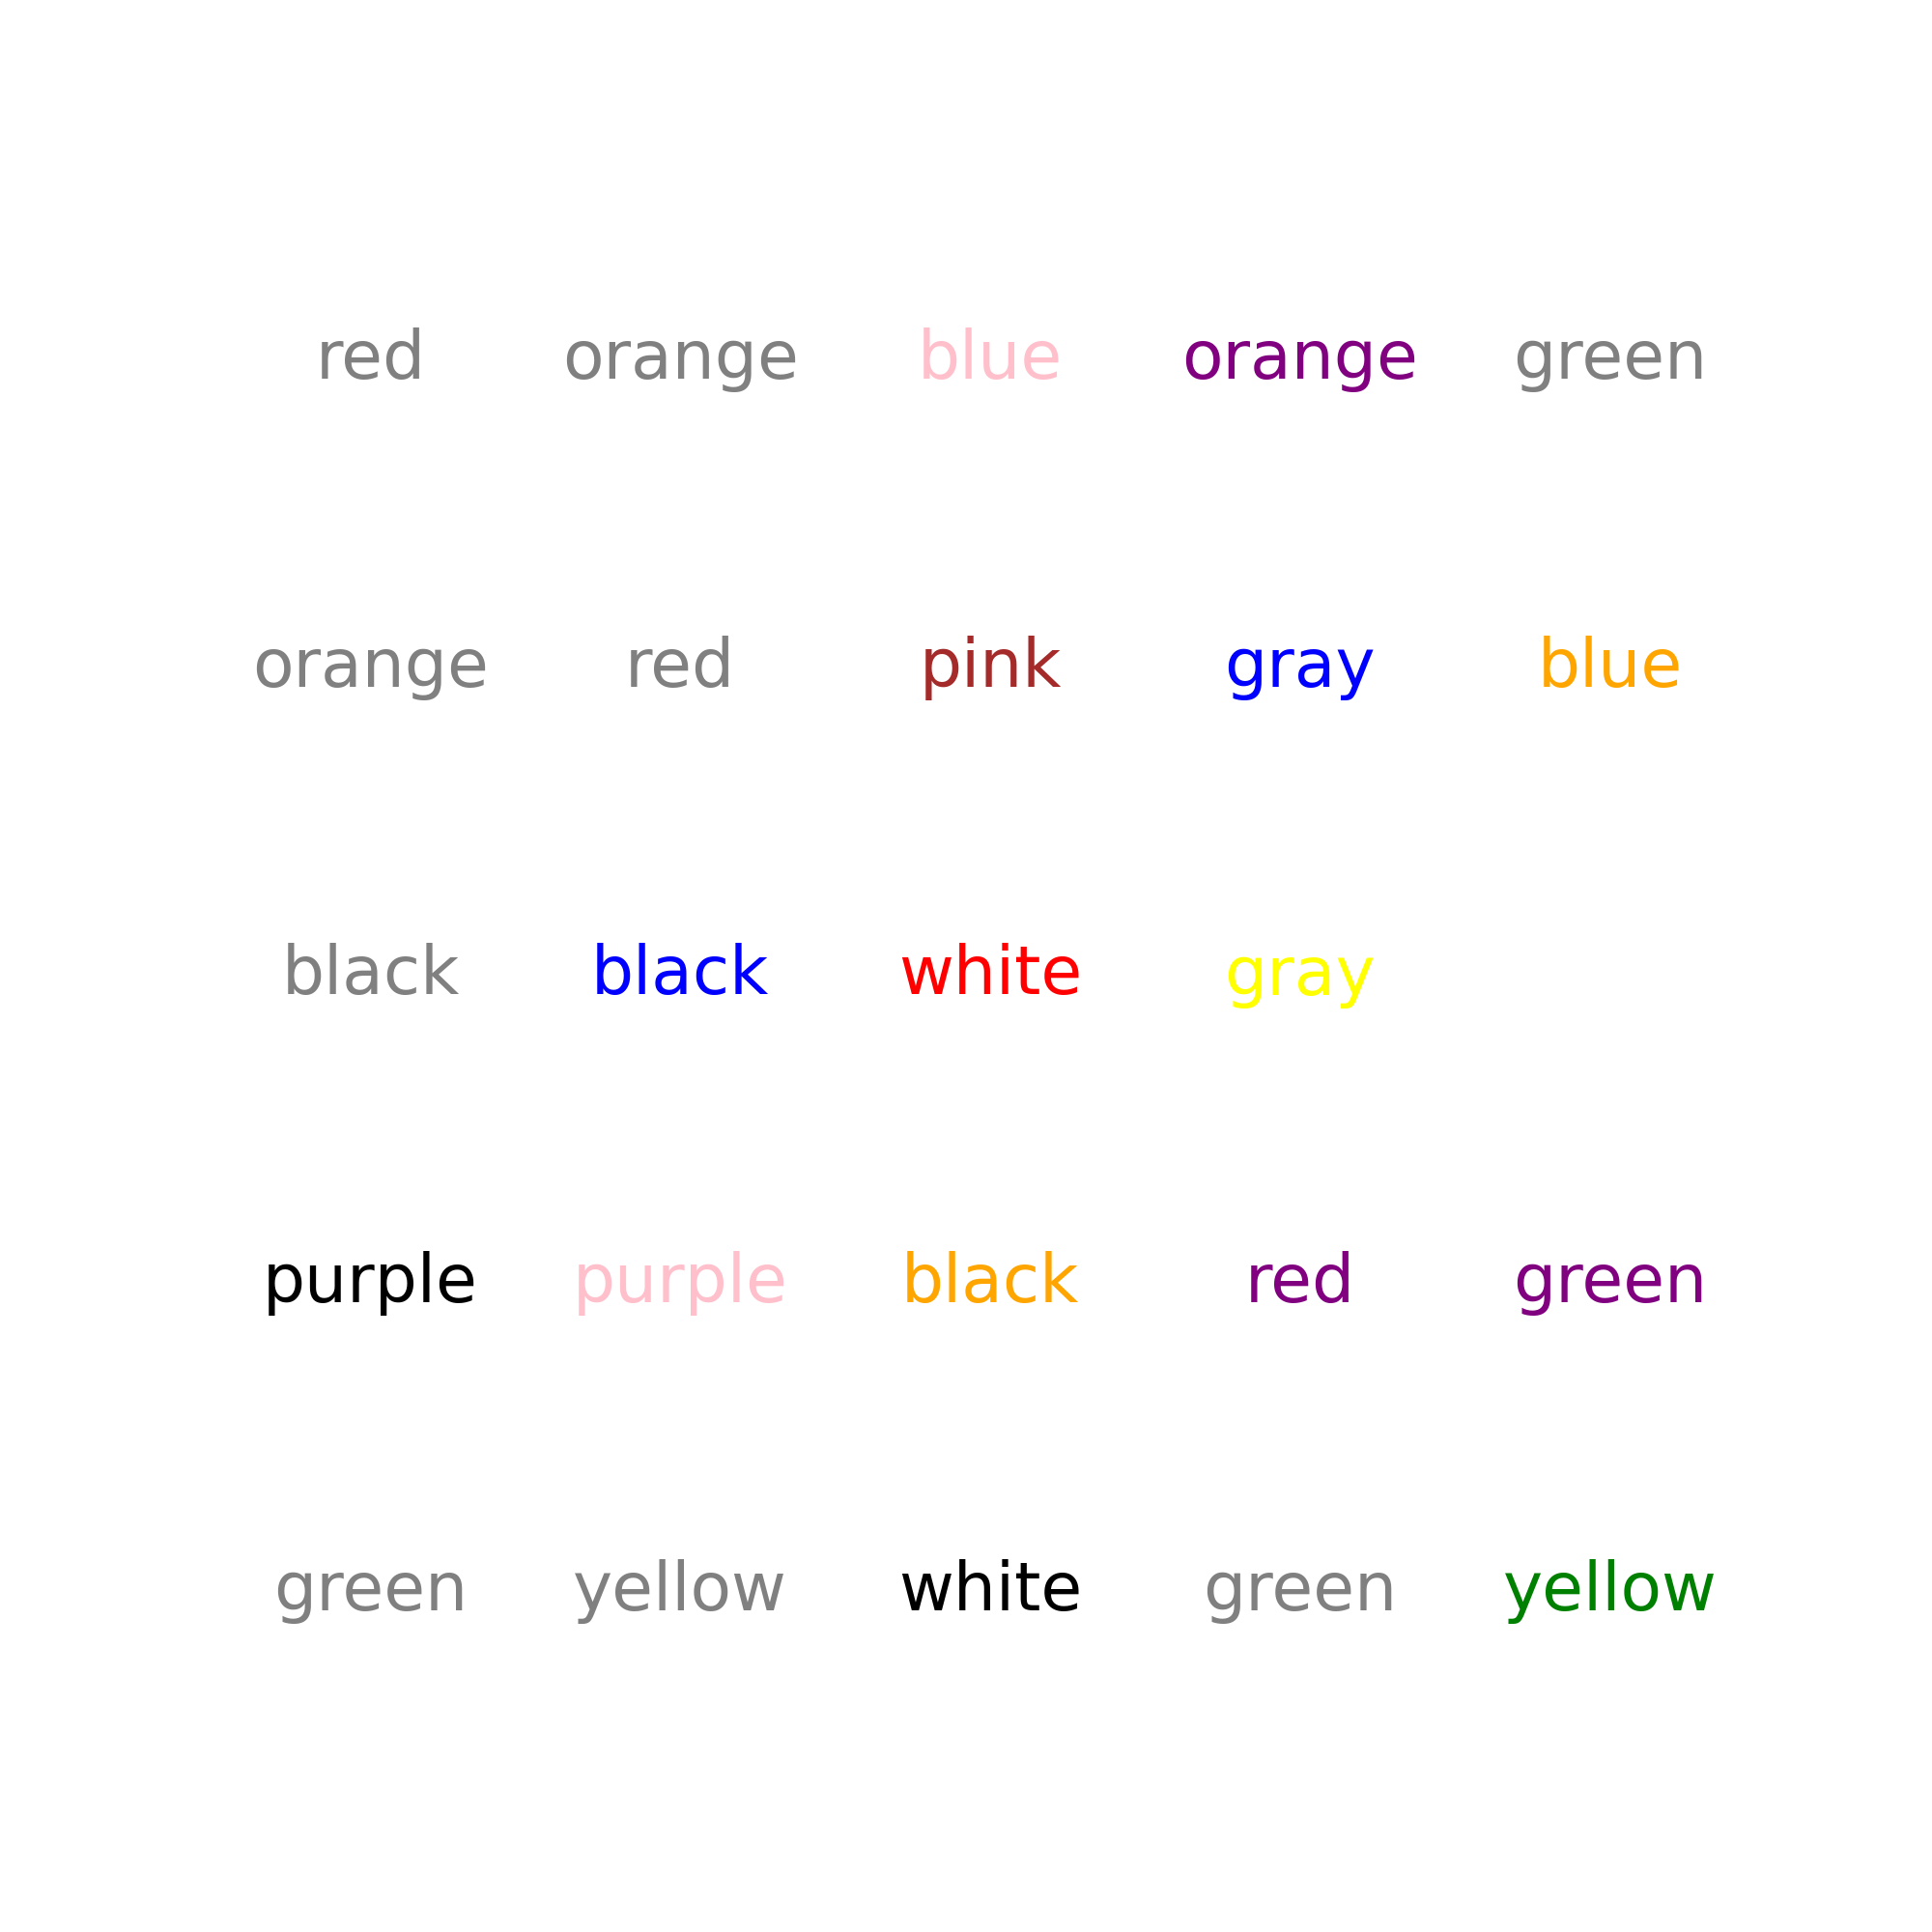 red orange blue orange green
orange red pink gray blue
black black white gray
purple purple black red green
green yellow white green yellow